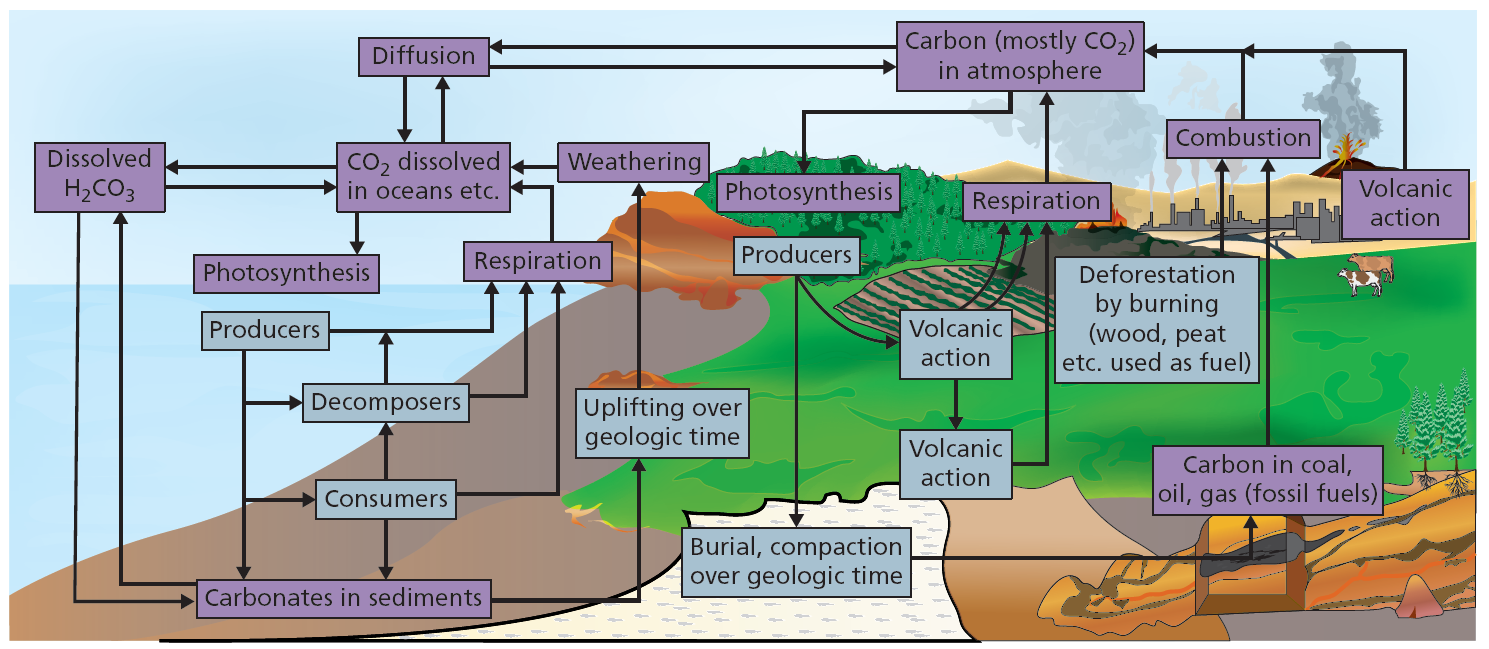 Diffusion
Carbon (mostly CO₂)
in atmosphere
Combustion
Dissolved
H₂CO₃
CO₂ dissolved
in oceans etc.
Weathering
Photosynthesis
Respiration
Volcanic
action
Photosynthesis
Respiration
Producers
Producers
Volcanic
action
Deforestation
by burning
(wood, peat
etc. used as fuel)
Decomposers
Uplifting over
geologic time
Volcanic
action
Carbon in coal,
oil, gas (fossil fuels)
Consumers
Burial, compaction
over geologic time
Carbonates in sediments